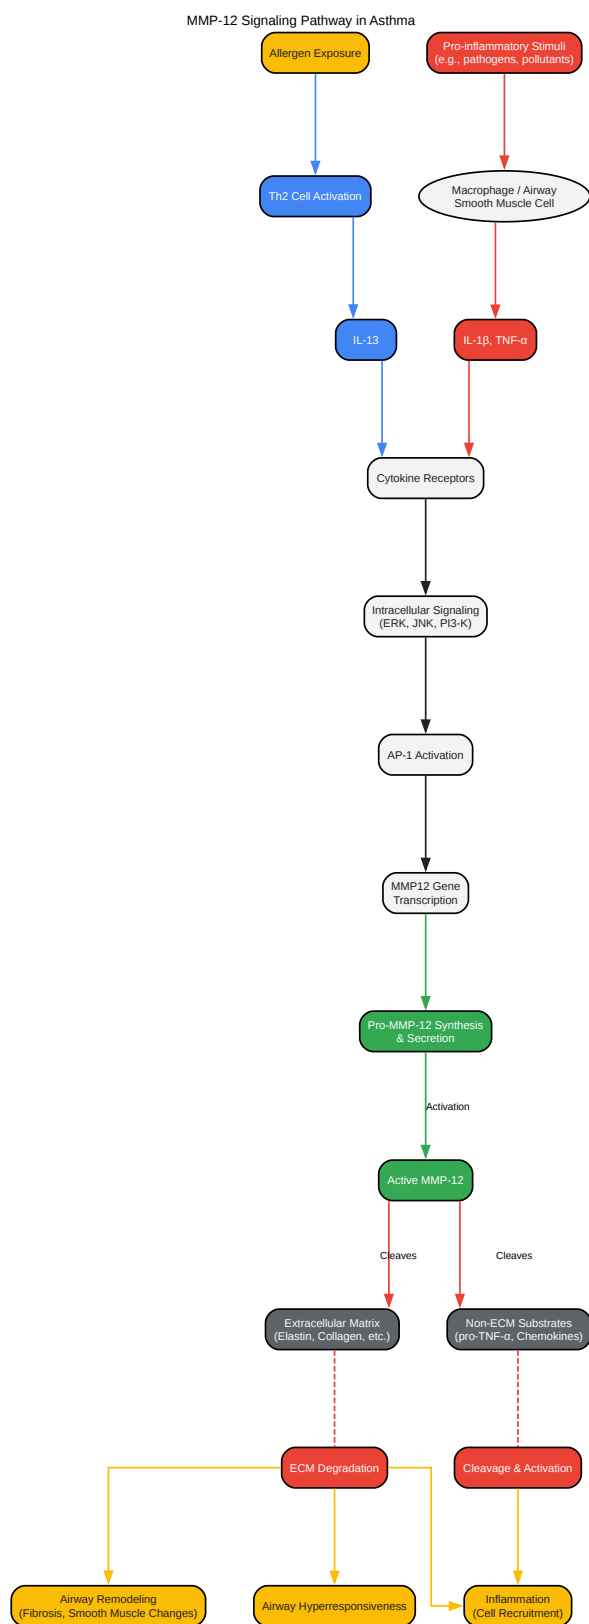 MMP-12 Signaling Pathway in Asthma
Allergen Exposure
Pro-inflammatory Stimuli
(e.g., pathogens, pollutants)
Th2 Cell Activation
Macrophage / Airway
Smooth Muscle Cell
IL-13
IL-1β, TNF-α
Cytokine Receptors
Intracellular Signaling
(ERK, JNK, PI3-K)
AP-1 Activation
MMP12 Gene
Transcription
Pro-MMP-12 Synthesis
& Secretion
Activation
Active MMP-12
Cleaves
Cleaves
Extracellular Matrix
(Elastin, Collagen, etc.)
Non-ECM Substrates
(pro-TNF-α, Chemokines)
ECM Degradation
Cleavage & Activation
Airway Remodeling
(Fibrosis, Smooth Muscle Changes)
Airway Hyperresponsiveness
Inflammation
(Cell Recruitment)